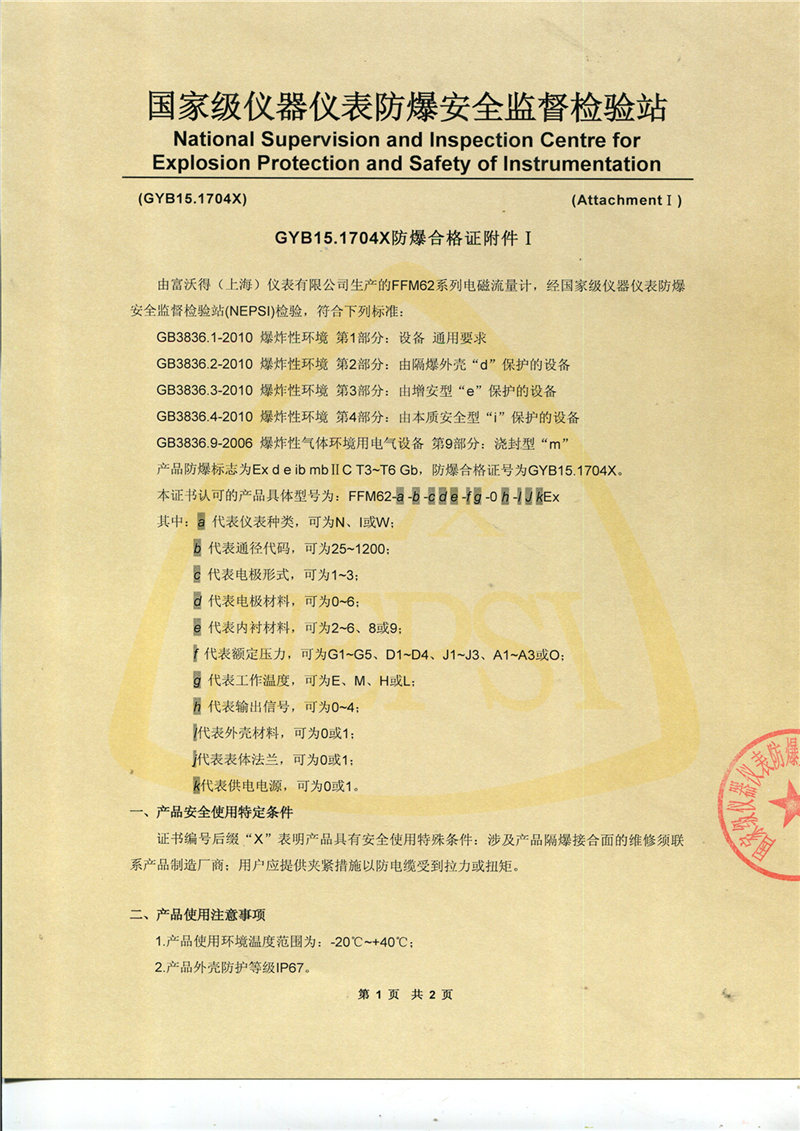 国家级仪器仪表防爆安全监督检验站
National Supervision and Inspection Centre for
Explosion Protection and Safety of Instrumentation
(GYB15.1704X) (Attachment I)
GYB15.1704X防爆合格证附件 I
由富沃得（上海）仪表有限公司生产的FFM62系列电磁流量计，经国家级仪器仪表防爆
安全监督检验站(NEPSI)检验，符合下列标准：
GB3836.1-2010 爆炸性环境 第1部分：设备 通用要求
GB3836.2-2010 爆炸性环境 第2部分：由隔爆外壳“d”保护的设备
GB3836.3-2010 爆炸性环境 第3部分：由增安型“e”保护的设备
GB3836.4-2010 爆炸性环境 第4部分：由本质安全型“i”保护的设备
GB3836.9-2006 爆炸性气体环境用电气设备 第9部分：浇封型“m”
产品防爆标志为Ex d e ib mbⅡC T3~T6 Gb，防爆合格证号为GYB15.1704X。
本证书认可的产品具体型号为：FFM62-a -b -c d e -f g -0 h -I J k Ex
其中：a 代表仪表种类，可为N、I或W；
b 代表通径代码，可为25~1200；
c 代表电极形式，可为1~3；
d 代表电极材料，可为0~6；
e 代表内衬材料，可为2~6、8或9；
f 代表额定压力，可为G1~G5、D1~D4、J1~J3、A1~A3或O；
g 代表工作温度，可为E、M、H或L；
h 代表输出信号，可为0~4；
I代表外壳材料，可为0或1；
j代表表体法兰，可为0或1；
k代表供电电源，可为0或1。
一、产品安全使用特定条件
证书编号后缀“X”表明产品具有安全使用特殊条件：涉及产品隔爆接合面的维修须联
系产品制造厂商；用户应提供夹紧措施以防电缆受到拉力或扭矩。
二、产品使用注意事项
1.产品使用环境温度范围为：-20℃~+40℃；
2.产品外壳防护等级IP67。
第 1 页 共 2 页
NEPSI
国家级仪器仪表防爆